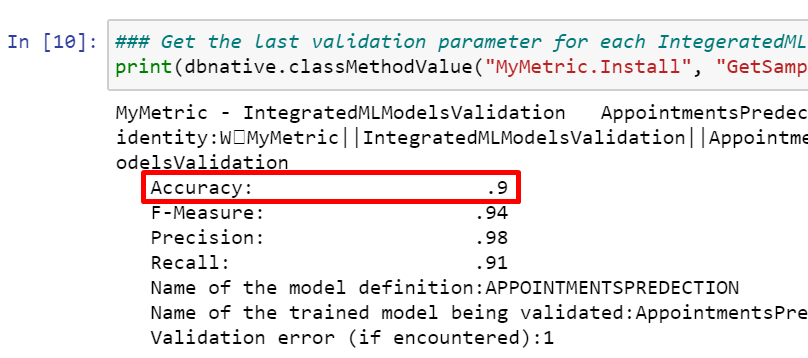 In [10]: ### Get the last validation parameter for each IntegeratedML
print(dbnative.classMethodValue("MyMetric.Install", "GetSamp
MyMetric - IntegratedMLModelsValidation   AppointmentsPredec
identity:W□MyMetric||IntegratedMLModelsValidation||Appointme
odelsValidation
Accuracy: .9
F-Measure: .94
Precision: .98
Recall: .91
Name of the model definition:APPOINTMENTSPREDECTION
Name of the trained model being validated:AppointmentsPre
Validation error (if encountered):1